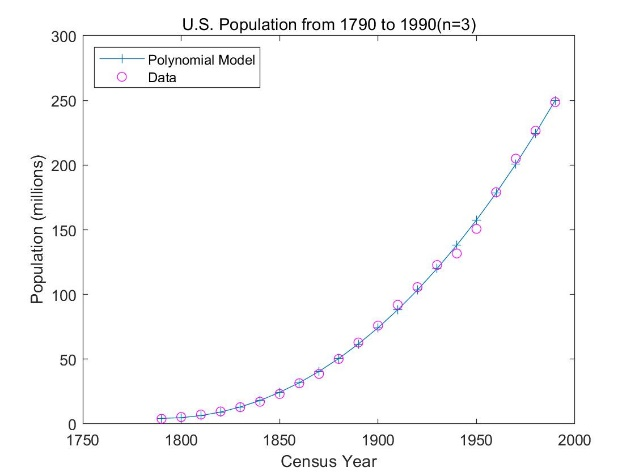 U.S. Population from 1790 to 1990(n=3)
300
250
200
150
100
50
0
Population (millions)
Polynomial Model
Data
1750 1800 1850 1900 1950 2000
Census Year